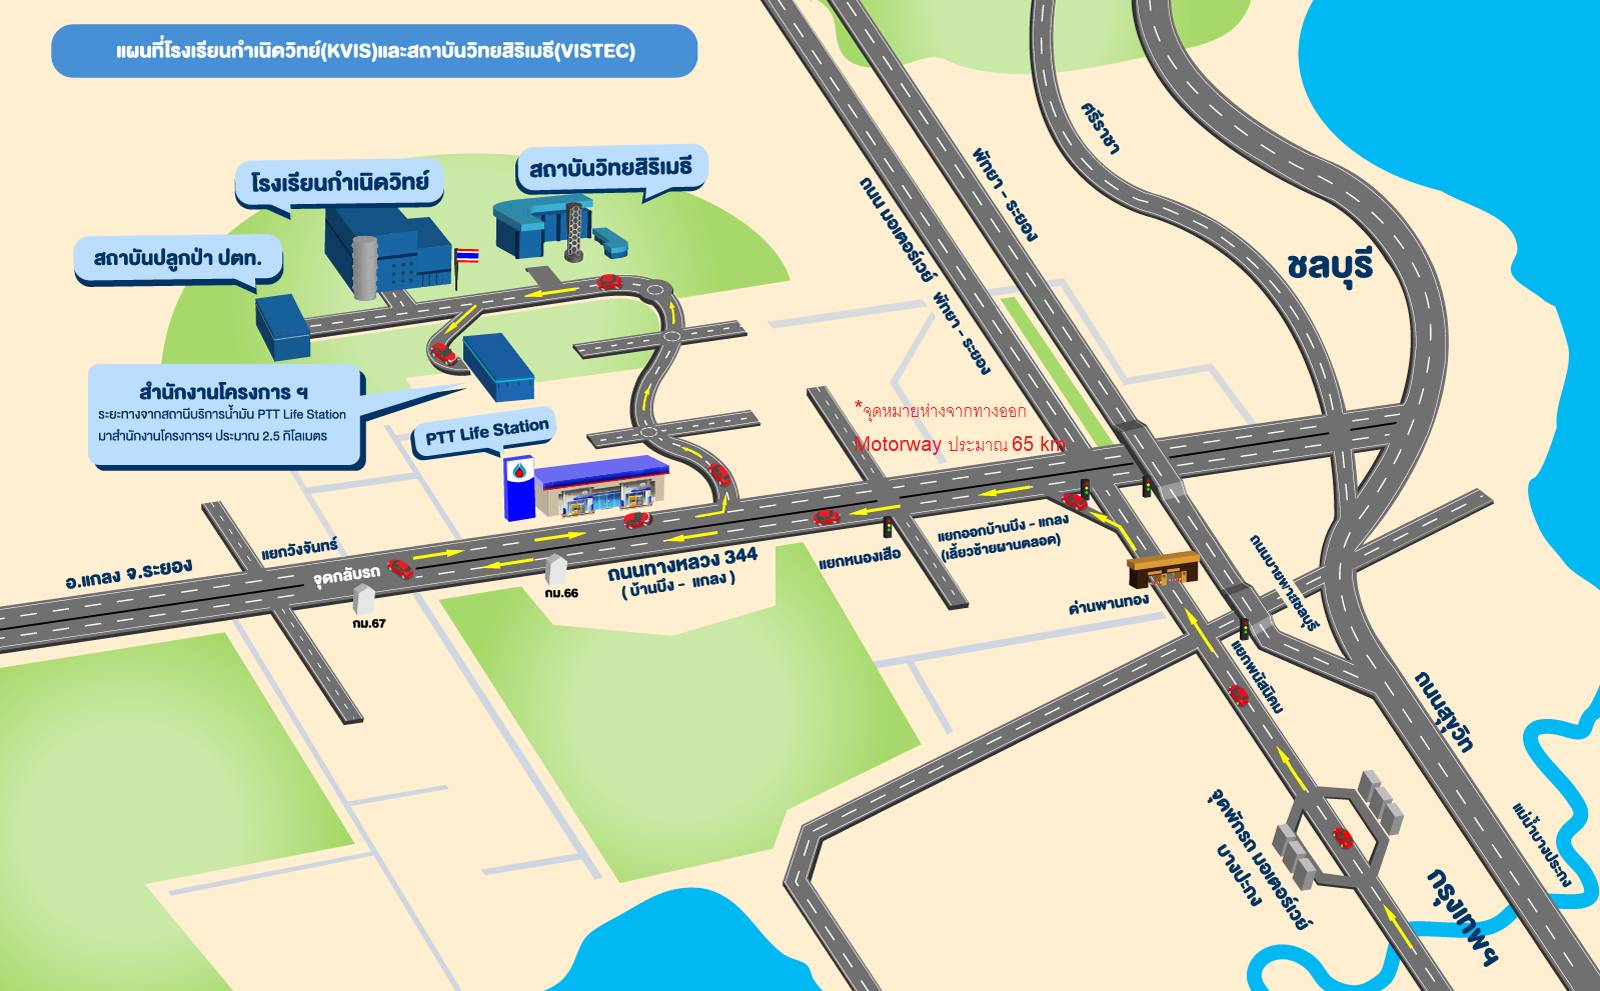 แผนที่โรงเรียนกำเนิดวิทย์(KVIS)และสถาบันวิทยสิริเมธี(VISTEC)
ศรีราชา
พัทยา - ระยอง
ถนน มอเตอร์เวย์ พัทยา - ระยอง
ชลบุรี
โรงเรียนกำเนิดวิทย์
สถาบันวิทยสิริเมธี
สถาบันปลูกป่า ปตท.
สำนักงานโครงการ ฯ
ระยะทางจากสถานีบริการน้ำมัน PTT Life Station
มาสำนักงานโครงการฯ ประมาณ 2.5 กิโลเมตร
PTT Life Station
*จุดหมายห่างจากทางออก
Motorway ประมาณ 65 km
อ.แกลง จ.ระยอง
แยกวังจันทร์
จุดกลับรถ
กม.67
กม.66
ถนนทางหลวง 344
( บ้านบึง - แกลง )
แยกหนองเสือ
แยกออกบ้านบึง - แกลง
(เลี้ยวซ้ายผานตลอด)
ด่านพานทอง
ถนนบายพาสชลบุรี
แยกพนัสนิคม
ถนนสุขุวิท
จุดพักรถ มอเตอร์เวย์
บางปะกง
กรุงเทพฯ
แม่น้ำบางประกง